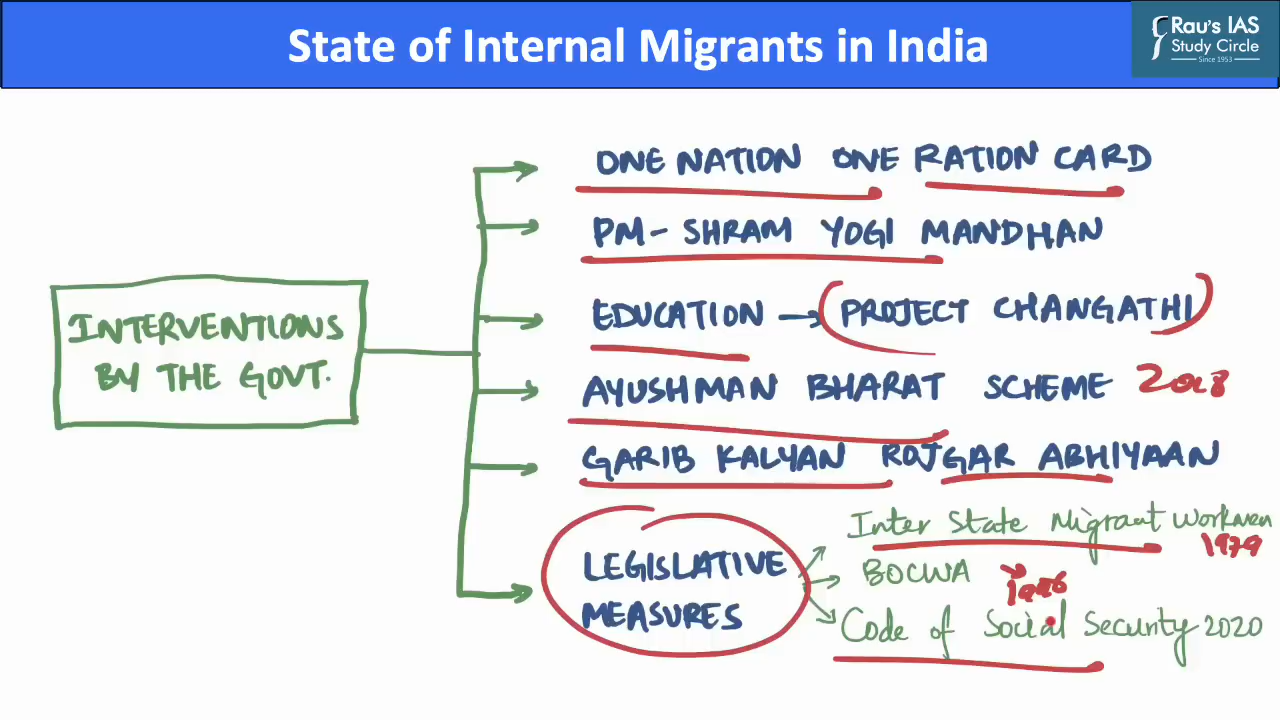 State of Internal Migrants in India
Rau's IAS
Study Circle
Since 1953
ONE NATION ONE RATION CARD
PM- SHRAM YOGI MANDHAN
EDUCATION → (PROJECT CHANGATHI)
INTERVENTIONS
BY THE GOVT.
AYUSHMAN BHARAT SCHEME 2018
GARIB KALYAN ROJGAR ABHIYAAN
LEGISLATIVE
MEASURES
Inter State Migrant Workmen
1979
BOCWA → 1996
Code of Social Security 2020